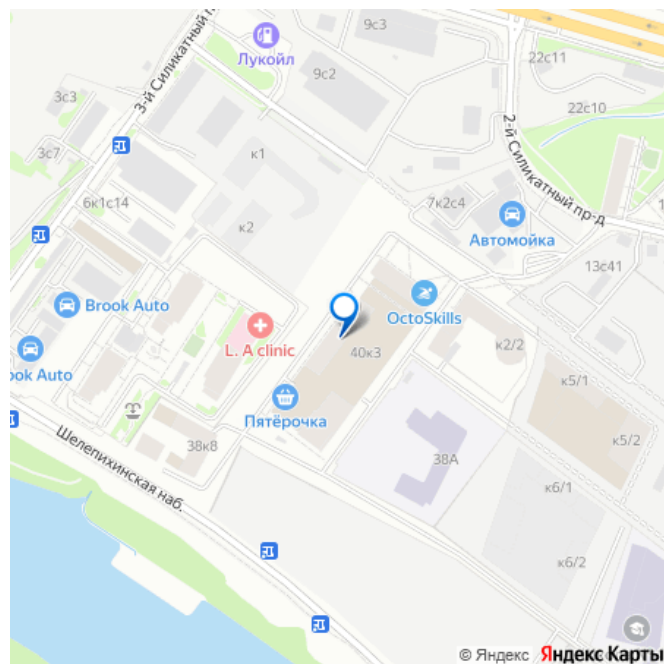 9с3
22с11
Лукойл
9с2
3с3
22с10
3-й Силикатный п
2-й Силикатный пр-д
3с7
к1
6к1с14
7к2с4
к2
Автомойка
13с41
Brook Auto
OctoSkills
L. A clinic
40к3
к2/2
ook Auto
к5/1
Пятёрочка
38к8
к5/2
Шелепихинская наб.
38А
к6/1
к6/2
© Яндекс Яндекс Карты